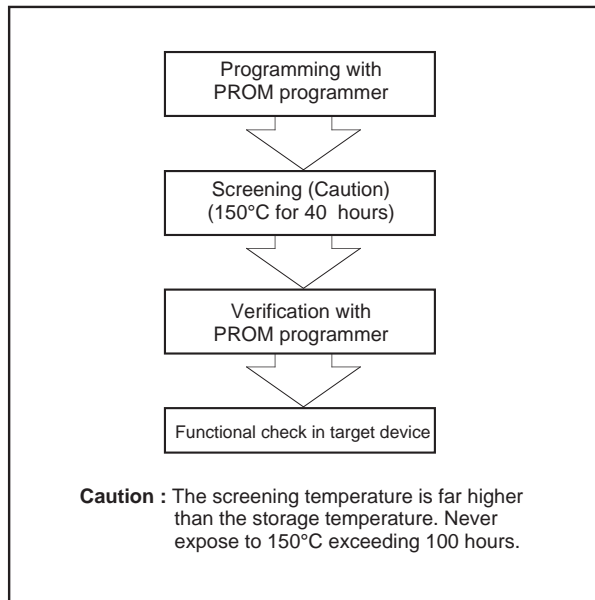 Programming with
PROM programmer
Screening (Caution)
(150°C for 40 hours)
Verification with
PROM programmer
Functional check in target device
Caution : The screening temperature is far higher
than the storage temperature. Never
expose to 150°C exceeding 100 hours.